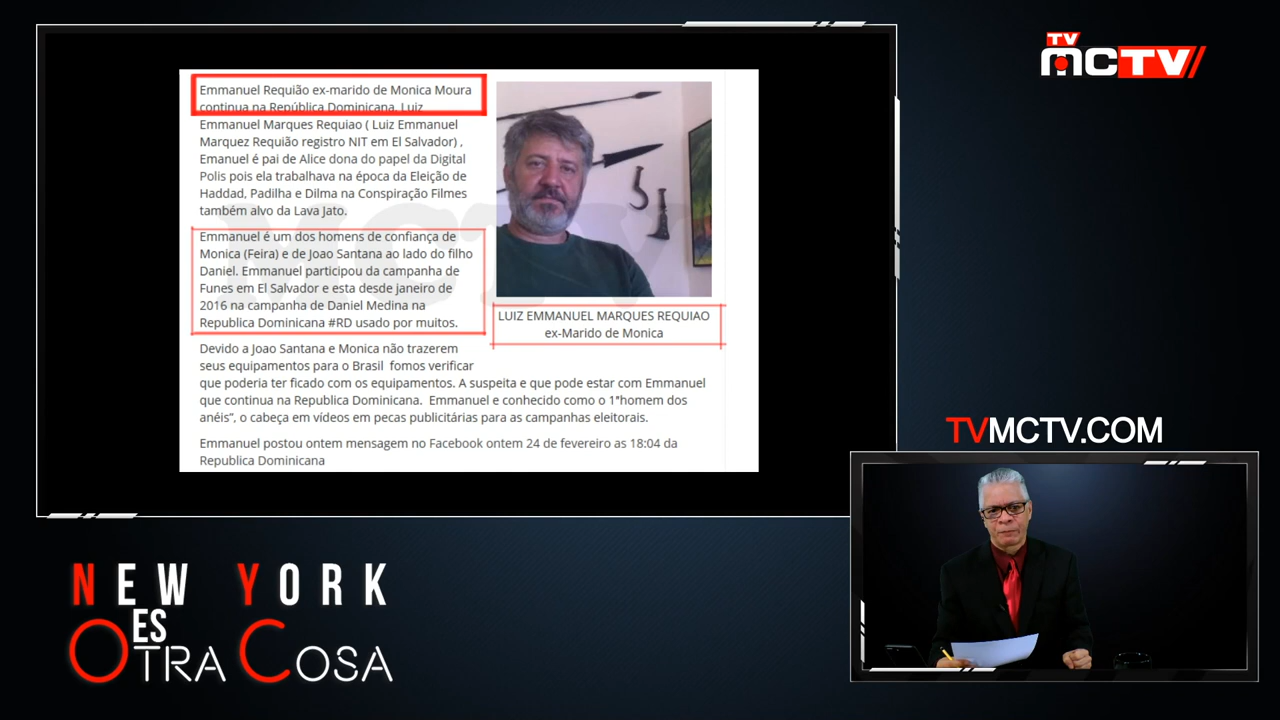 Emmanuel Requião ex-marido de Monica Moura
continua na República Dominicana. Luiz
Emmanuel Marques Requiao ( Luiz Emmanuel
Marquez Requião registro NIT em El Salvador) ,
Emanuel é pai de Alice dona do papel da Digital
Polis pois ela trabalhava na época da Eleição de
Haddad, Padilha e Dilma na Conspiração Filmes
também alvo da Lava Jato.
Emmanuel é um dos homens de confiança de
Monica (Feira) e de Joao Santana ao lado do filho
Daniel. Emmanuel participou da campanha de
Funes em El Salvador e esta desde janeiro de
2016 na campanha de Daniel Medina na
Republica Dominicana #RD usado por muitos.
LUIZ EMMANUEL MARQUES REQUIAO
ex-Marido de Monica
Devido a Joao Santana e Monica não trazerem
seus equipamentos para o Brasil fomos verificar
que poderia ter ficado com os equipamentos. A suspeita e que pode estar com Emmanuel
que continua na Republica Dominicana. Emmanuel e conhecido como o 1ªhomem dos
anéis”, o cabeça em vídeos em pecas publicitárias para as campanhas eleitorais.
Emmanuel postou ontem mensagem no Facebook ontem 24 de fevereiro as 18:04 da
Republica Dominicana
MCTV
TV
MCTV
TVMCTV.COM
NEW YORK
ES
OTRA COSA